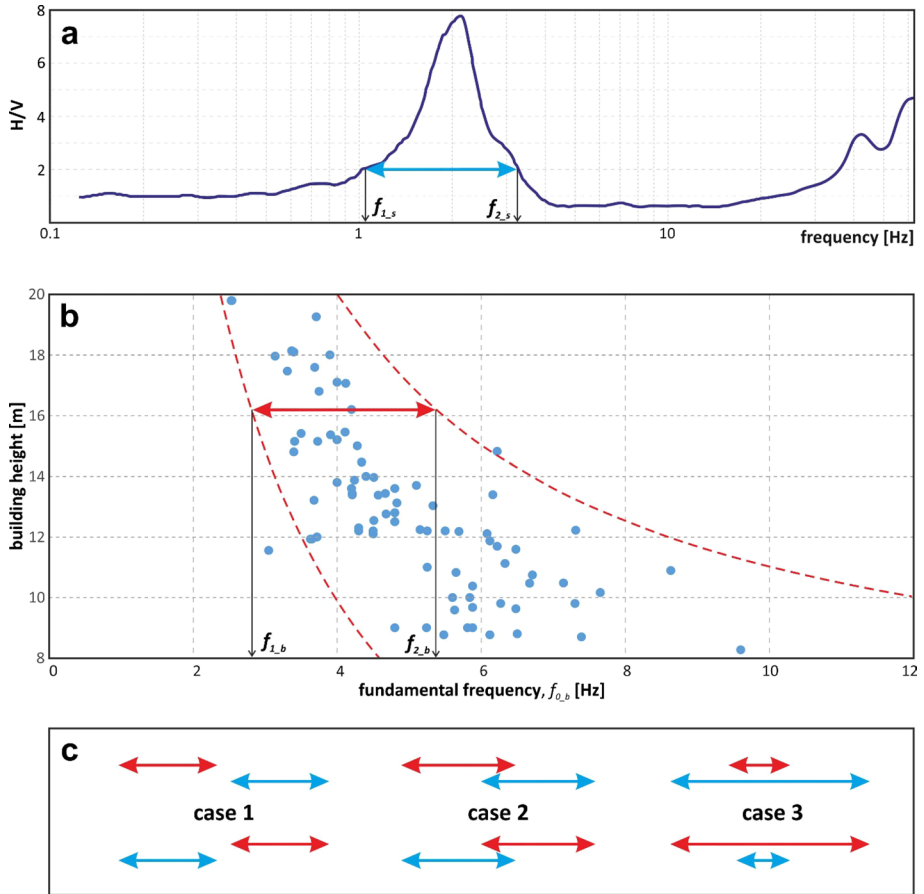 a
8
6
4
2
H/V
f1_s
f2_s
0.1 1 10 frequency [Hz]
b
20
18
16
14
12
10
8
building height [m]
f1_b
f2_b
0 2 4 6 8 10 12
fundamental frequency, f0_b [Hz]
c
case 1 case 2 case 3